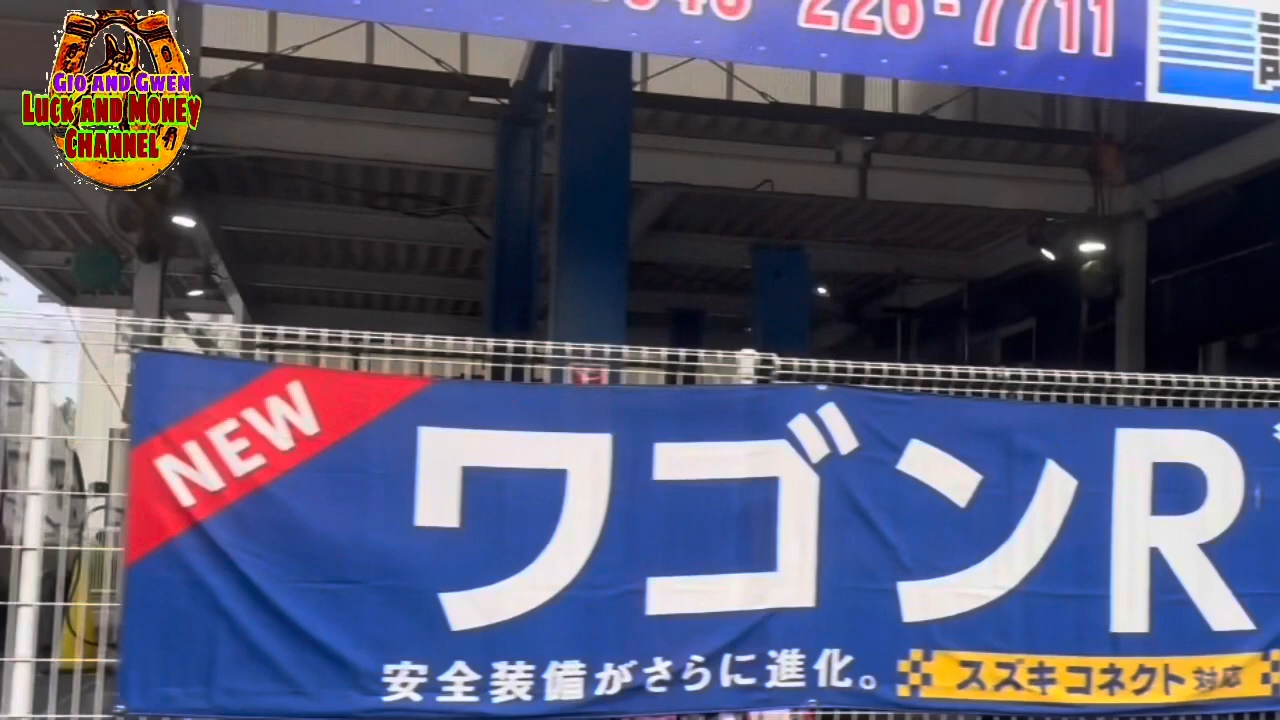 226-7711
GIO AND GWEN
LUCK AND MONEY
CHANNEL
NEW
ワゴンR
安全装備がさらに進化。
スズキコネクト対応